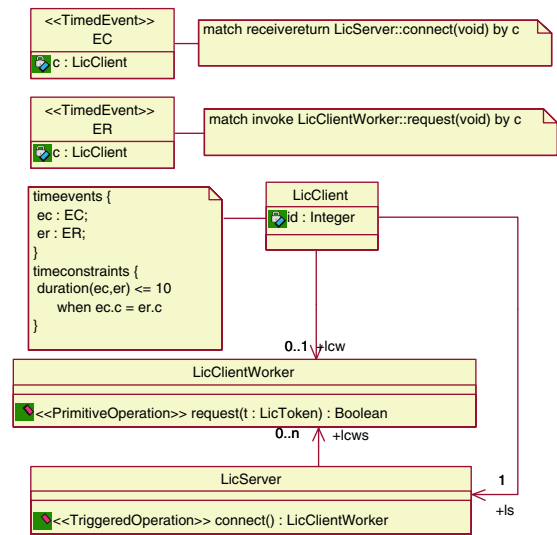 <<TimedEvent>>
EC
c : LicClient
match receivereturn LicServer::connect(void) by c
<<TimedEvent>>
ER
c : LicClient
match invoke LicClientWorker::request(void) by c
timeevents {
ec : EC;
er : ER;
}
timeconstraints {
duration(ec,er) <= 10
when ec.c = er.c
}
LicClient
id : Integer
0..1
+lcw
LicClientWorker
<<PrimitiveOperation>> request(t : LicToken) : Boolean
0..n
+lcws
LicServer
<<TriggeredOperation>> connect() : LicClientWorker
1
+ls